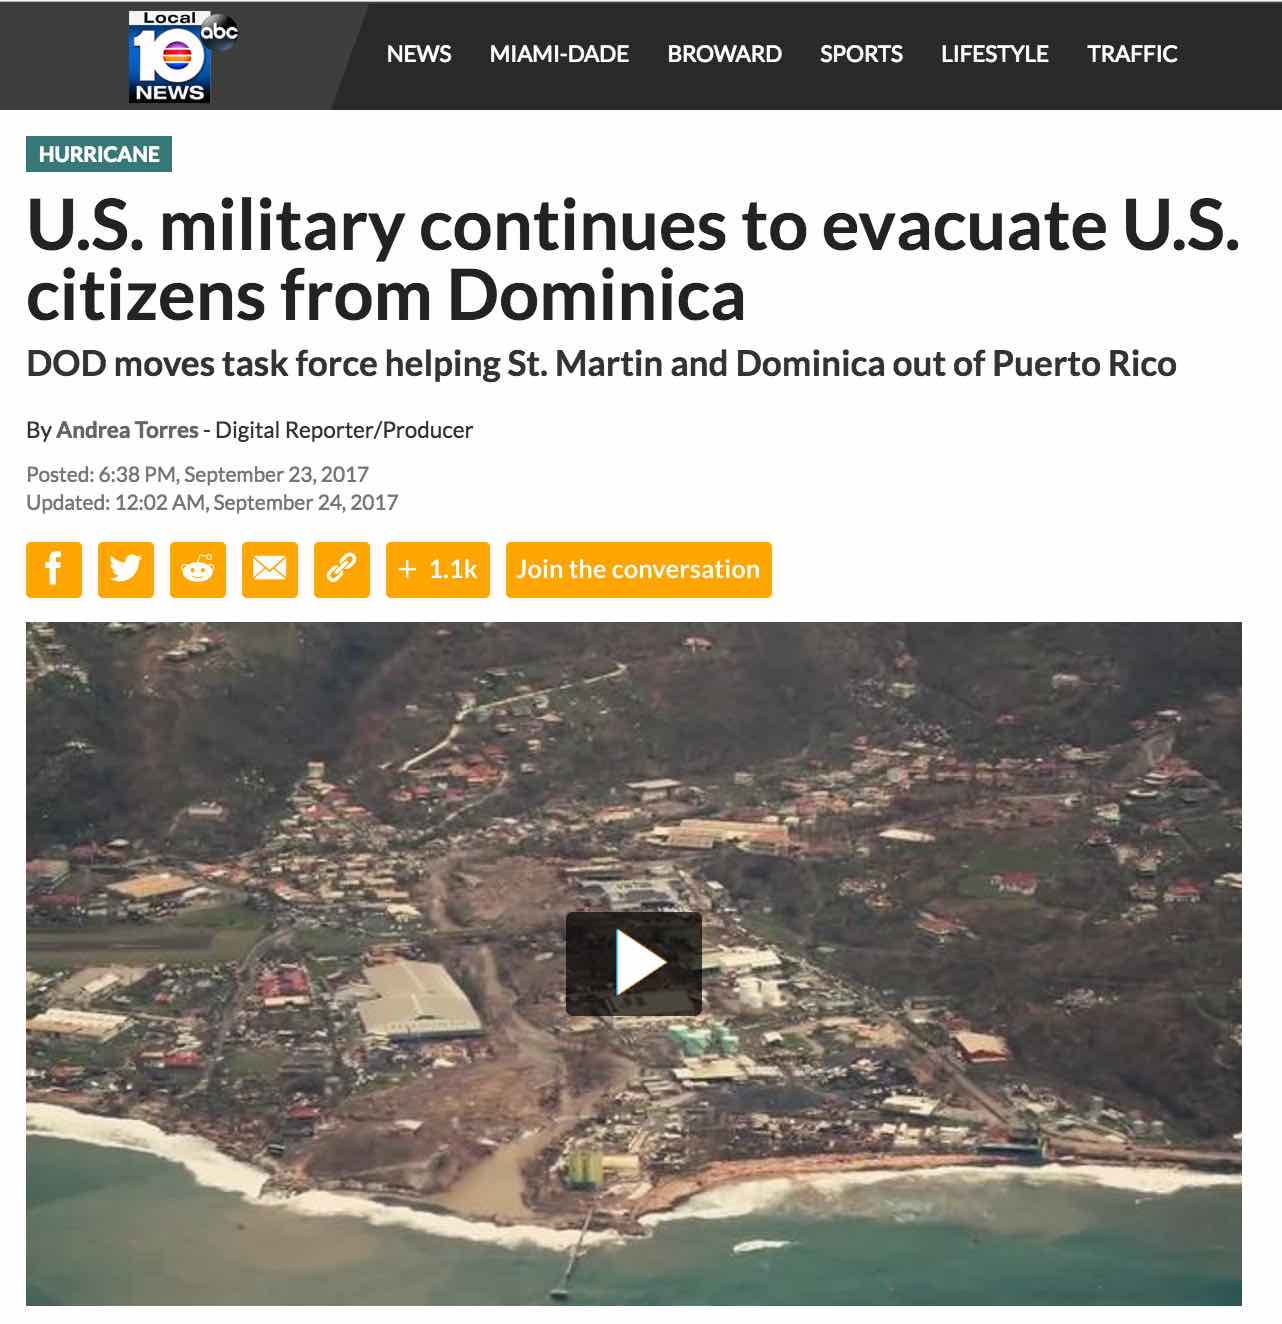 Local
abc
10
NEWS
NEWS MIAMI-DADE BROWARD SPORTS LIFESTYLE TRAFFIC
HURRICANE
U.S. military continues to evacuate U.S.
citizens from Dominica
DOD moves task force helping St. Martin and Dominica out of Puerto Rico
By Andrea Torres - Digital Reporter/Producer
Posted: 6:38 PM, September 23, 2017
Updated: 12:02 AM, September 24, 2017
+ 1.1k Join the conversation